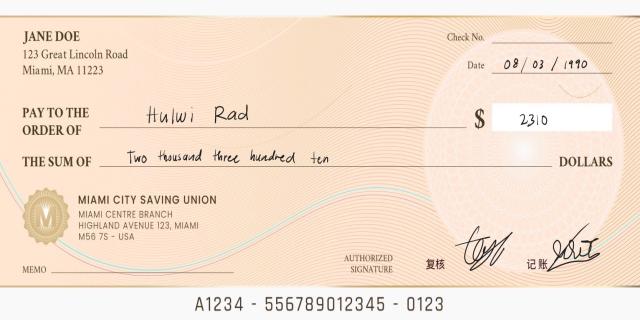 JANE DOE
123 Great Lincoln Road
Miami, MA 11223
Check No.
Date 08/03/1990
PAY TO THE
ORDER OF Hulwi Rad $ 2310
THE SUM OF Two thousand three hundred ten DOLLARS
M
MIAMI CITY SAVING UNION
MIAMI CENTRE BRANCH
HIGHLAND AVENUE 123, MIAMI
M56 7S - USA
MEMO
AUTHORIZED
SIGNATURE
复核 记账
A1234 - 556789012345 - 0123